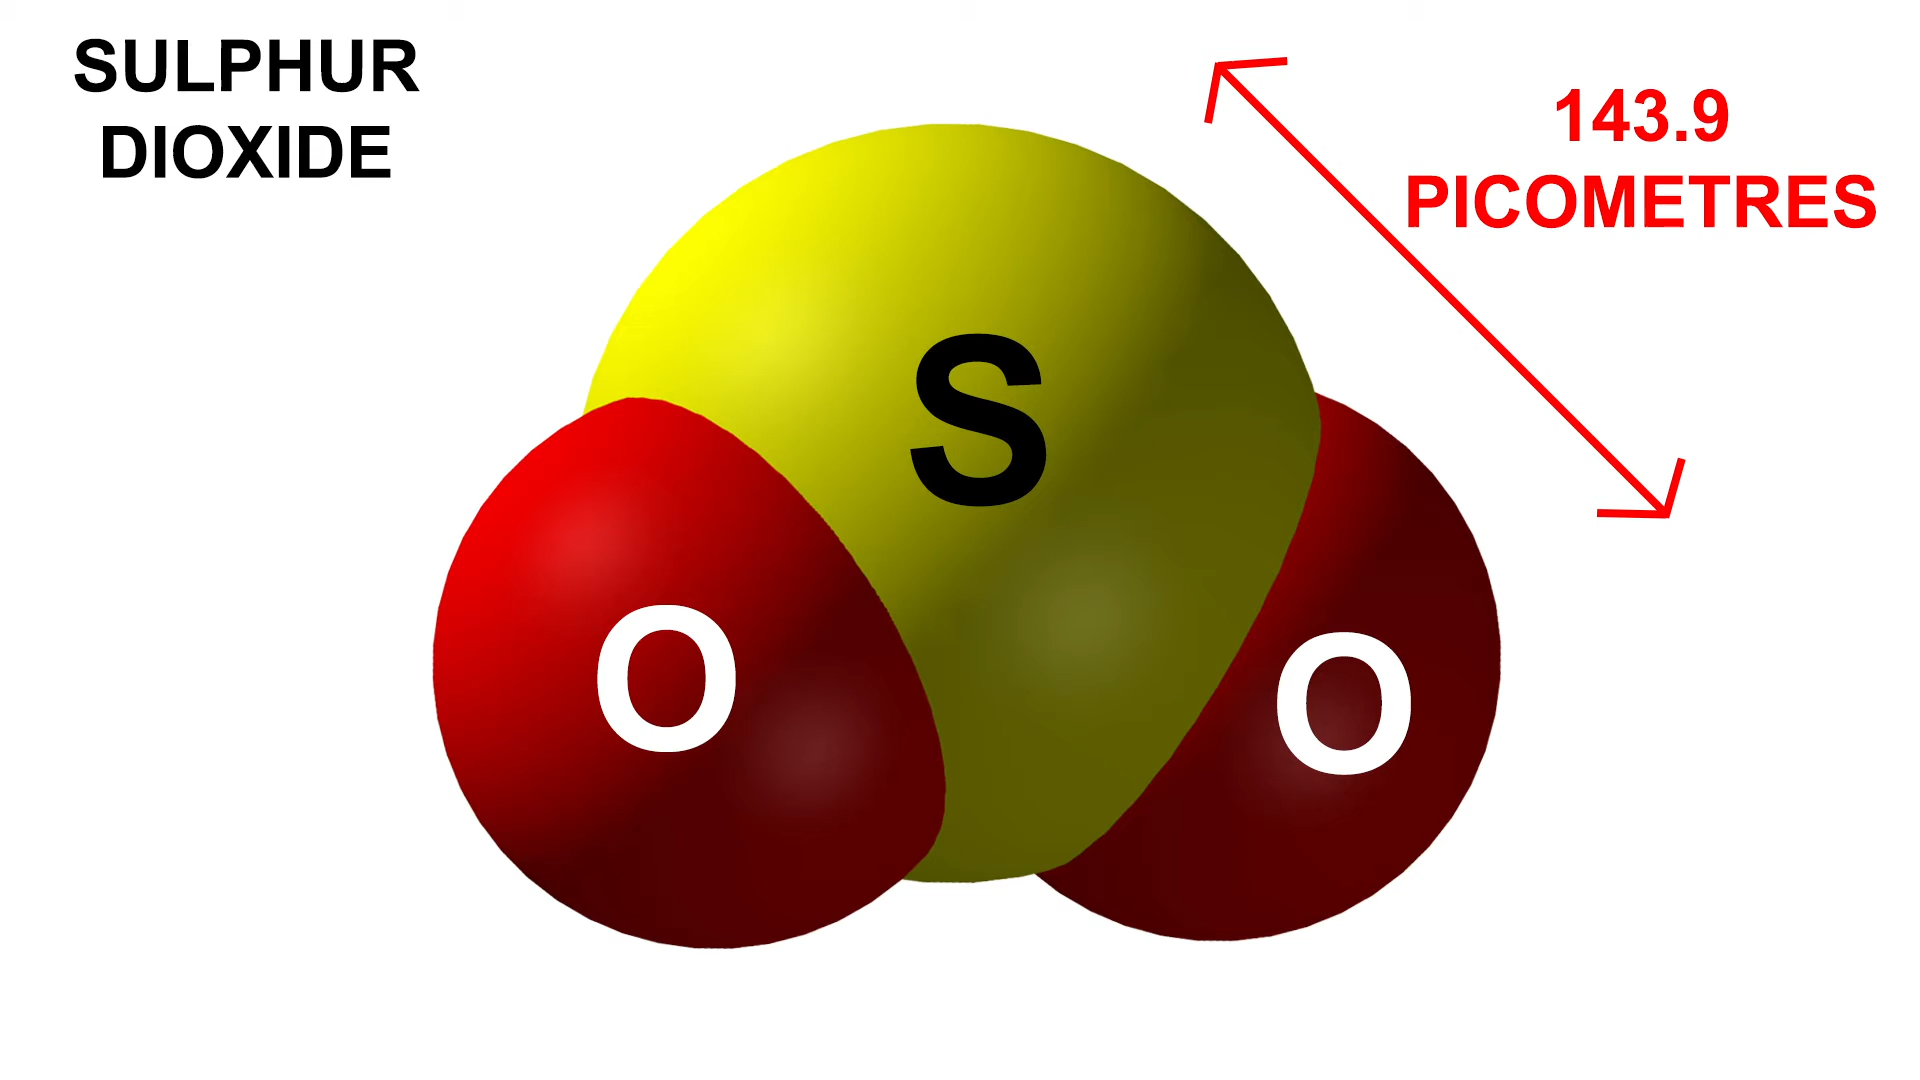 SULPHUR
DIOXIDE
143.9
PICOMETRES
S
O
O